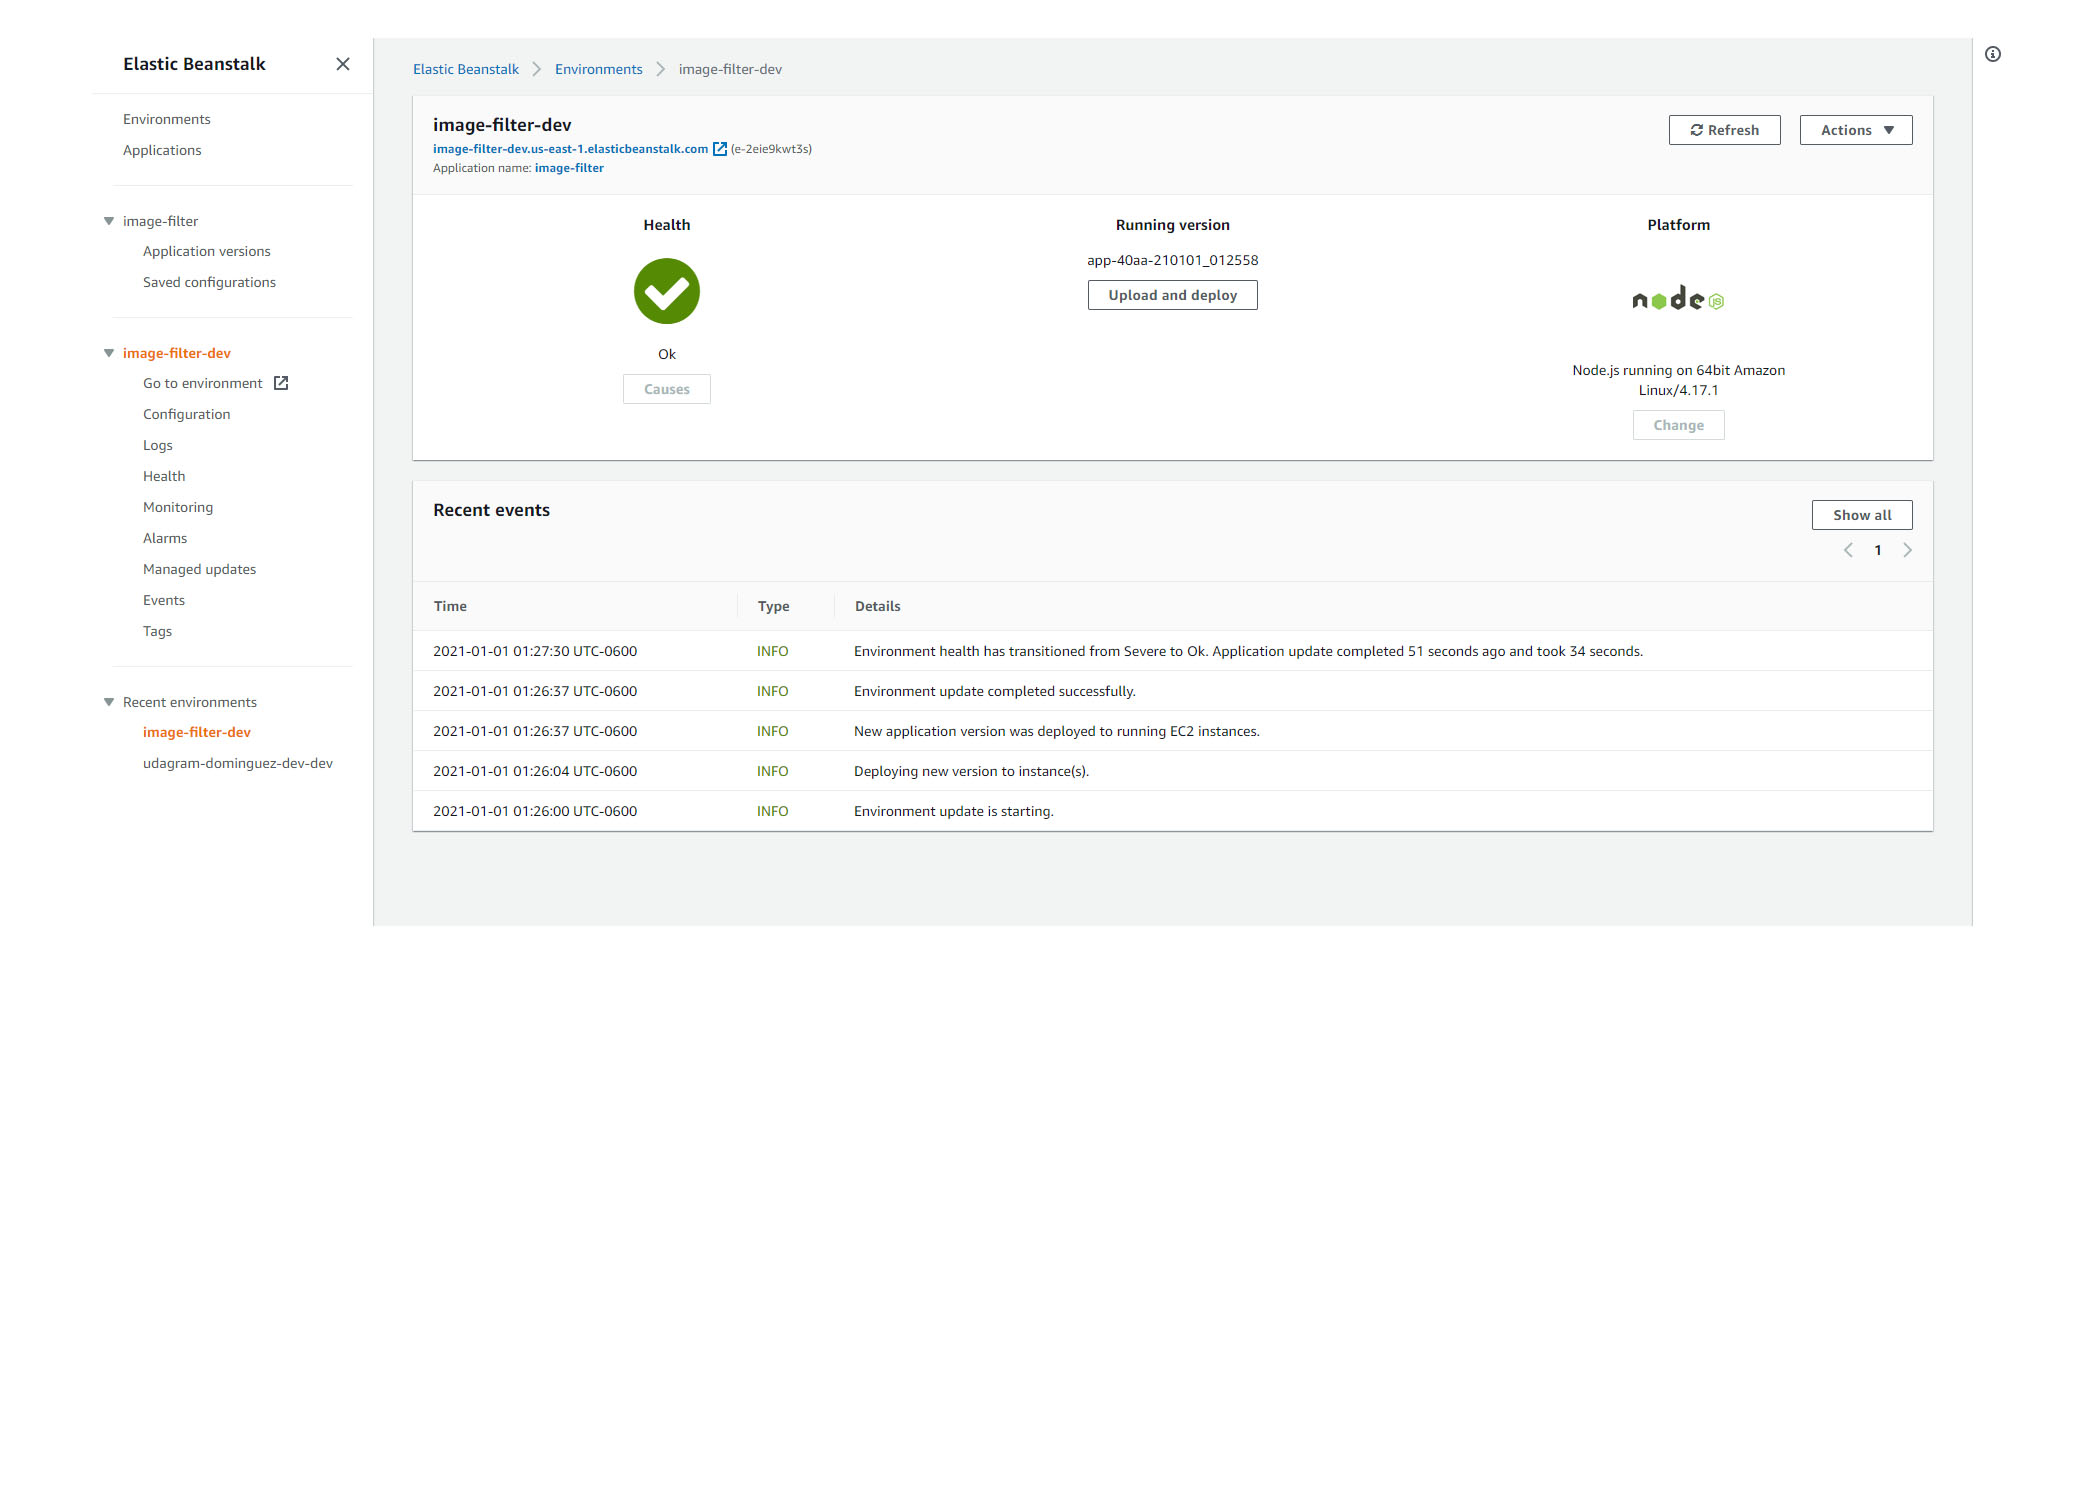 Elastic Beanstalk
Environments
Applications
image-filter
Application versions
Saved configurations
image-filter-dev
Go to environment
Configuration
Logs
Health
Monitoring
Alarms
Managed updates
Events
Tags
Recent environments
image-filter-dev
udagram-dominguez-dev-dev
Elastic Beanstalk > Environments > image-filter-dev
image-filter-dev
image-filter-dev.us-east-1.elasticbeanstalk.com (e-2eie9kwt3s)
Application name: image-filter
Refresh
Actions
Health
Ok
Causes
Running version
app-40aa-210101_012558
Upload and deploy
Platform
node JS
Node.js running on 64bit Amazon
Linux/4.17.1
Change
Recent events
Show all
1
Time Type Details
2021-01-01 01:27:30 UTC-0600 INFO Environment health has transitioned from Severe to Ok. Application update completed 51 seconds ago and took 34 seconds.
2021-01-01 01:26:37 UTC-0600 INFO Environment update completed successfully.
2021-01-01 01:26:37 UTC-0600 INFO New application version was deployed to running EC2 instances.
2021-01-01 01:26:04 UTC-0600 INFO Deploying new version to instance(s).
2021-01-01 01:26:00 UTC-0600 INFO Environment update is starting.